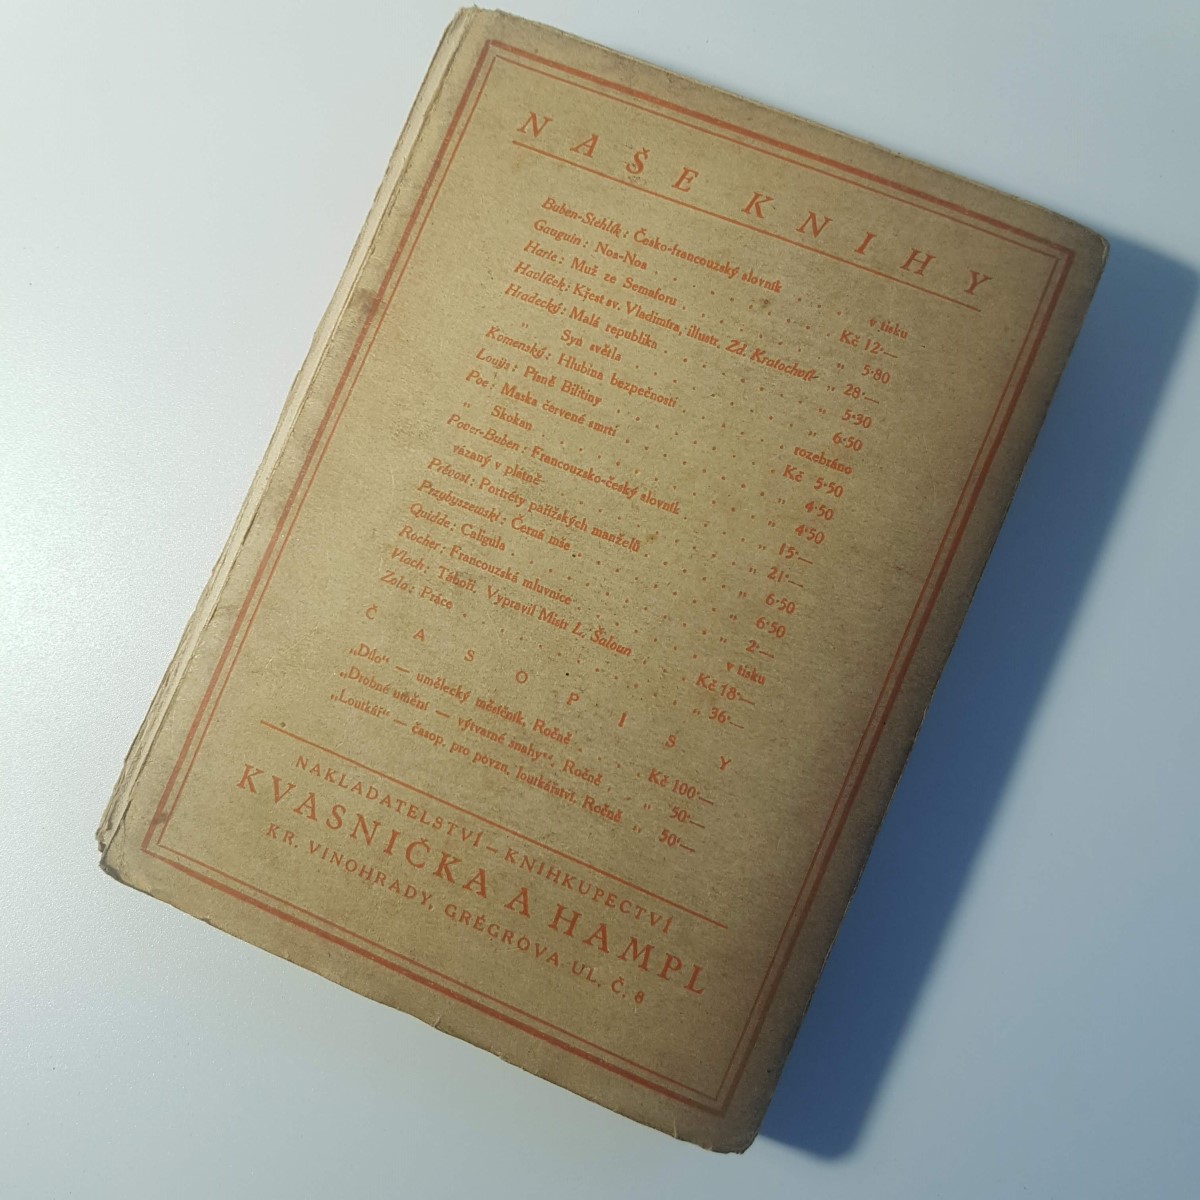 NAŠE KNIHY
Buben-Stehlík: Česko-francouzský slovník . . . v tisku
Gauguin: Noa-Noa . . . . . . . . . Kč 12·—
Harte: Muž ze Semaforu . . . . . . . „ 5·80
Havlíček: Křest sv. Vladimíra, illustr. Zd. Kratochvíl „ 28·—
Hradecký: Malá republika . . . . . . . „ 5·30
„ Syn světla . . . . . . . . „ 6·50
Komenský: Hlubina bezpečnosti . . . . . rozebráno
Louÿs: Písně Bilitiny . . . . . . . Kč 5·50
Poe: Maska červené smrti . . . . . . „ 4·50
„ Skokan . . . . . . . . . „ 4·50
Pover-Buben: Francouzsko-český slovník . . . „ 15·—
vázaný v plátně . . . . . . . „ 21·—
Prévost: Portréty pařížských manželů . . . . „ 6·50
Przybyszewski: Černá mše . . . . . . „ 6·50
Quidde: Caligula . . . . . . . . „ 2·—
Rocher: Francouzská mluvnice . . . . . v tisku
Vlach: Táboři, Vypravil Mistr L. Šaloun . . Kč 18·—
Zola: Práce . . . . . . . . . „ 36·—
ČASOPISY
„Dílo“ — umělecký měsíčník, Ročně . . . Kč 100·—
„Drobné umění — výtvarné snahy“, Ročně . . „ 50·—
„Loutkář“ — časop. pro povzn. loutkářství, Ročně „ 50·—
NAKLADATELSTVÍ – KNIHKUPECTVÍ
KVASNIČKA A HAMPL
KR. VINOHRADY, GRÉGROVA UL. Č. 8